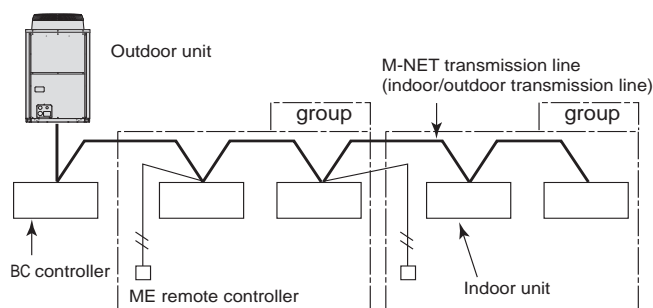 Outdoor unit
M-NET transmission line
(indoor/outdoor transmission line)
group
group
BC controller
ME remote controller
Indoor unit